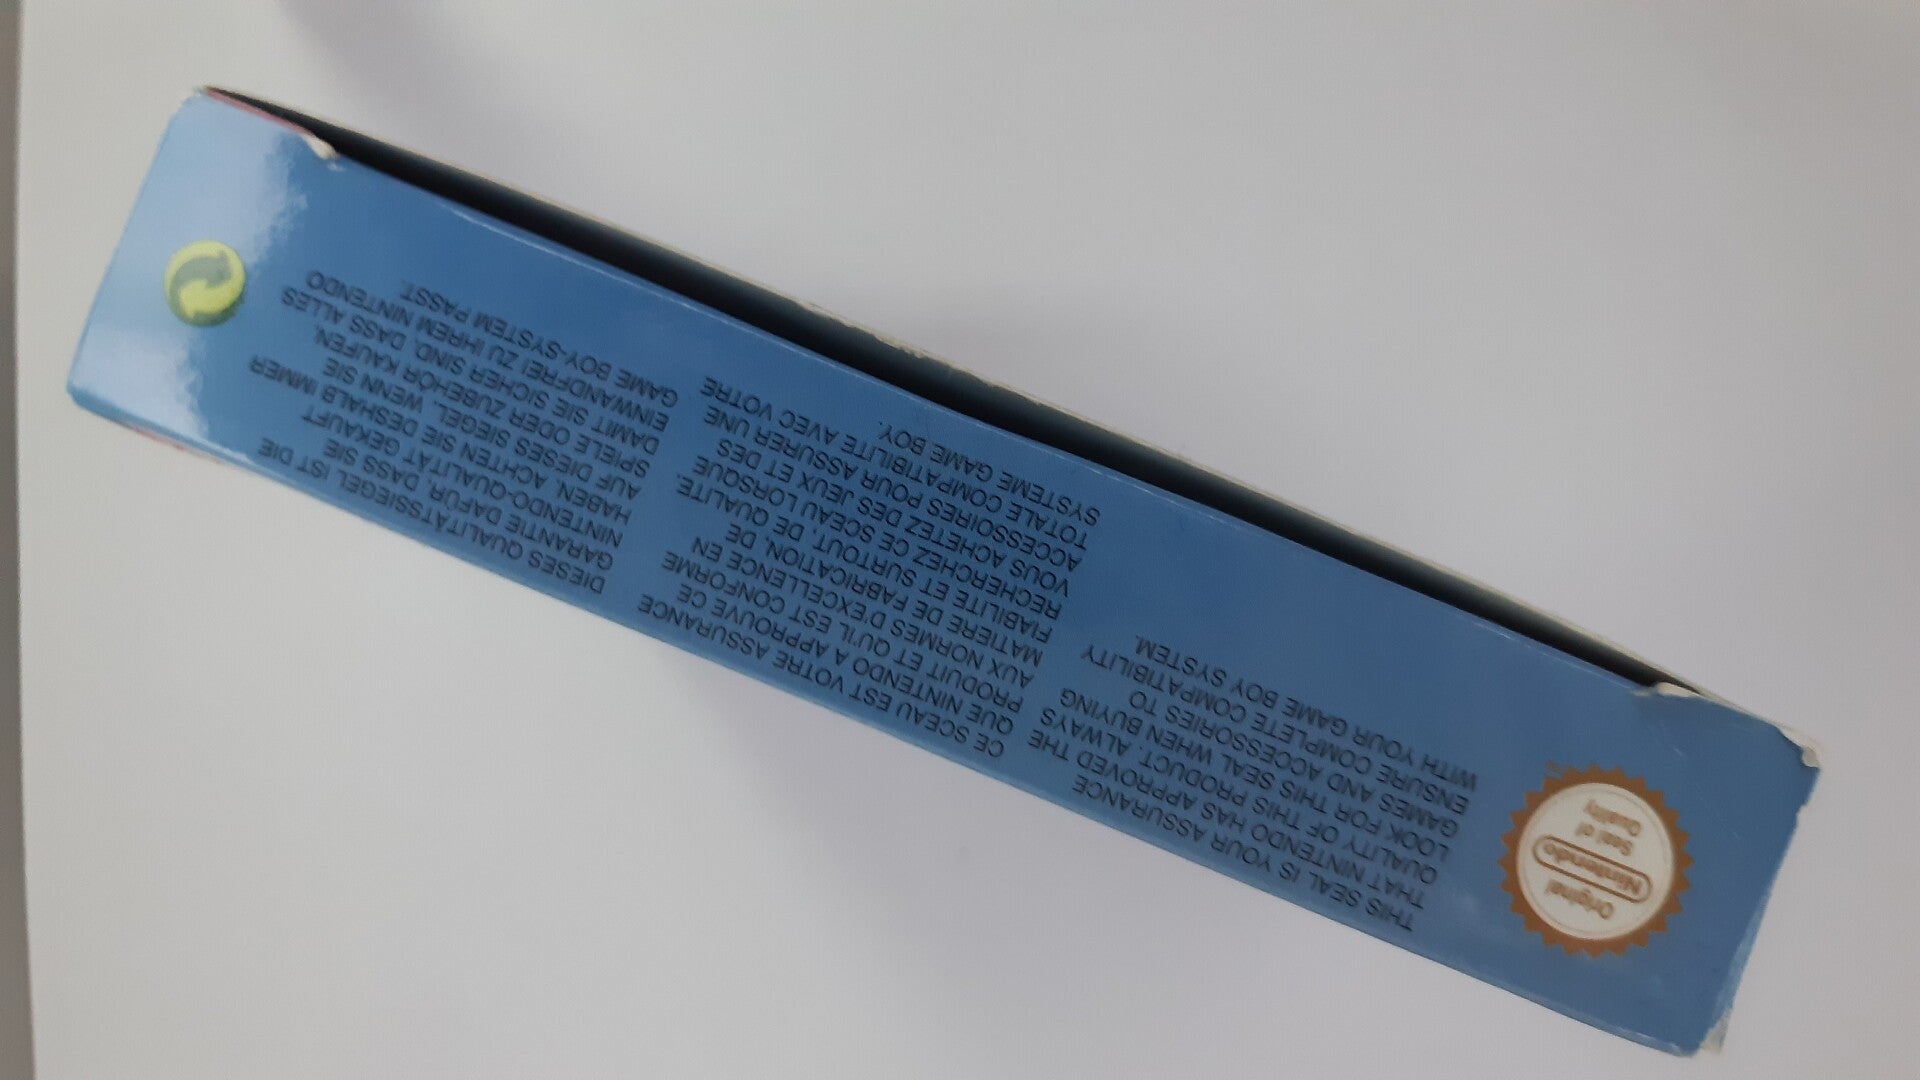 Original
Nintendo
Seal of
Quality
TM
THIS SEAL IS YOUR ASSURANCE
THAT NINTENDO HAS APPROVED THE
QUALITY OF THIS PRODUCT. ALWAYS
LOOK FOR THIS SEAL WHEN BUYING
GAMES AND ACCESSORIES TO
ENSURE COMPLETE COMPATIBILITY
WITH YOUR GAME BOY SYSTEM.
CE SCEAU EST VOTRE ASSURANCE
QUE NINTENDO A APPROUVE CE
PRODUIT ET QU'IL EST CONFORME
AUX NORMES D'EXCELLENCE EN
MATIERE DE FABRICATION, DE
FIABILITE ET SURTOUT, DE QUALITE.
RECHERCHEZ CE SCEAU LORSQUE
VOUS ACHETEZ DES JEUX ET DES
ACCESSOIRES POUR ASSURER UNE
TOTALE COMPATIBILITE AVEC VOTRE
SYSTEME GAME BOY.
DIESES QUALITÄTSSIEGEL IST DIE
GARANTIE DAFÜR, DASS SIE
NINTENDO-QUALITÄT GEKAUFT
HABEN. ACHTEN SIE DESHALB IMMER
AUF DIESES SIEGEL, WENN SIE
SPIELE ODER ZUBEHÖR KAUFEN,
DAMIT SIE SICHER SIND, DASS ALLES
EINWANDFREI ZU IHREM NINTENDO
GAME BOY-SYSTEM PASST.